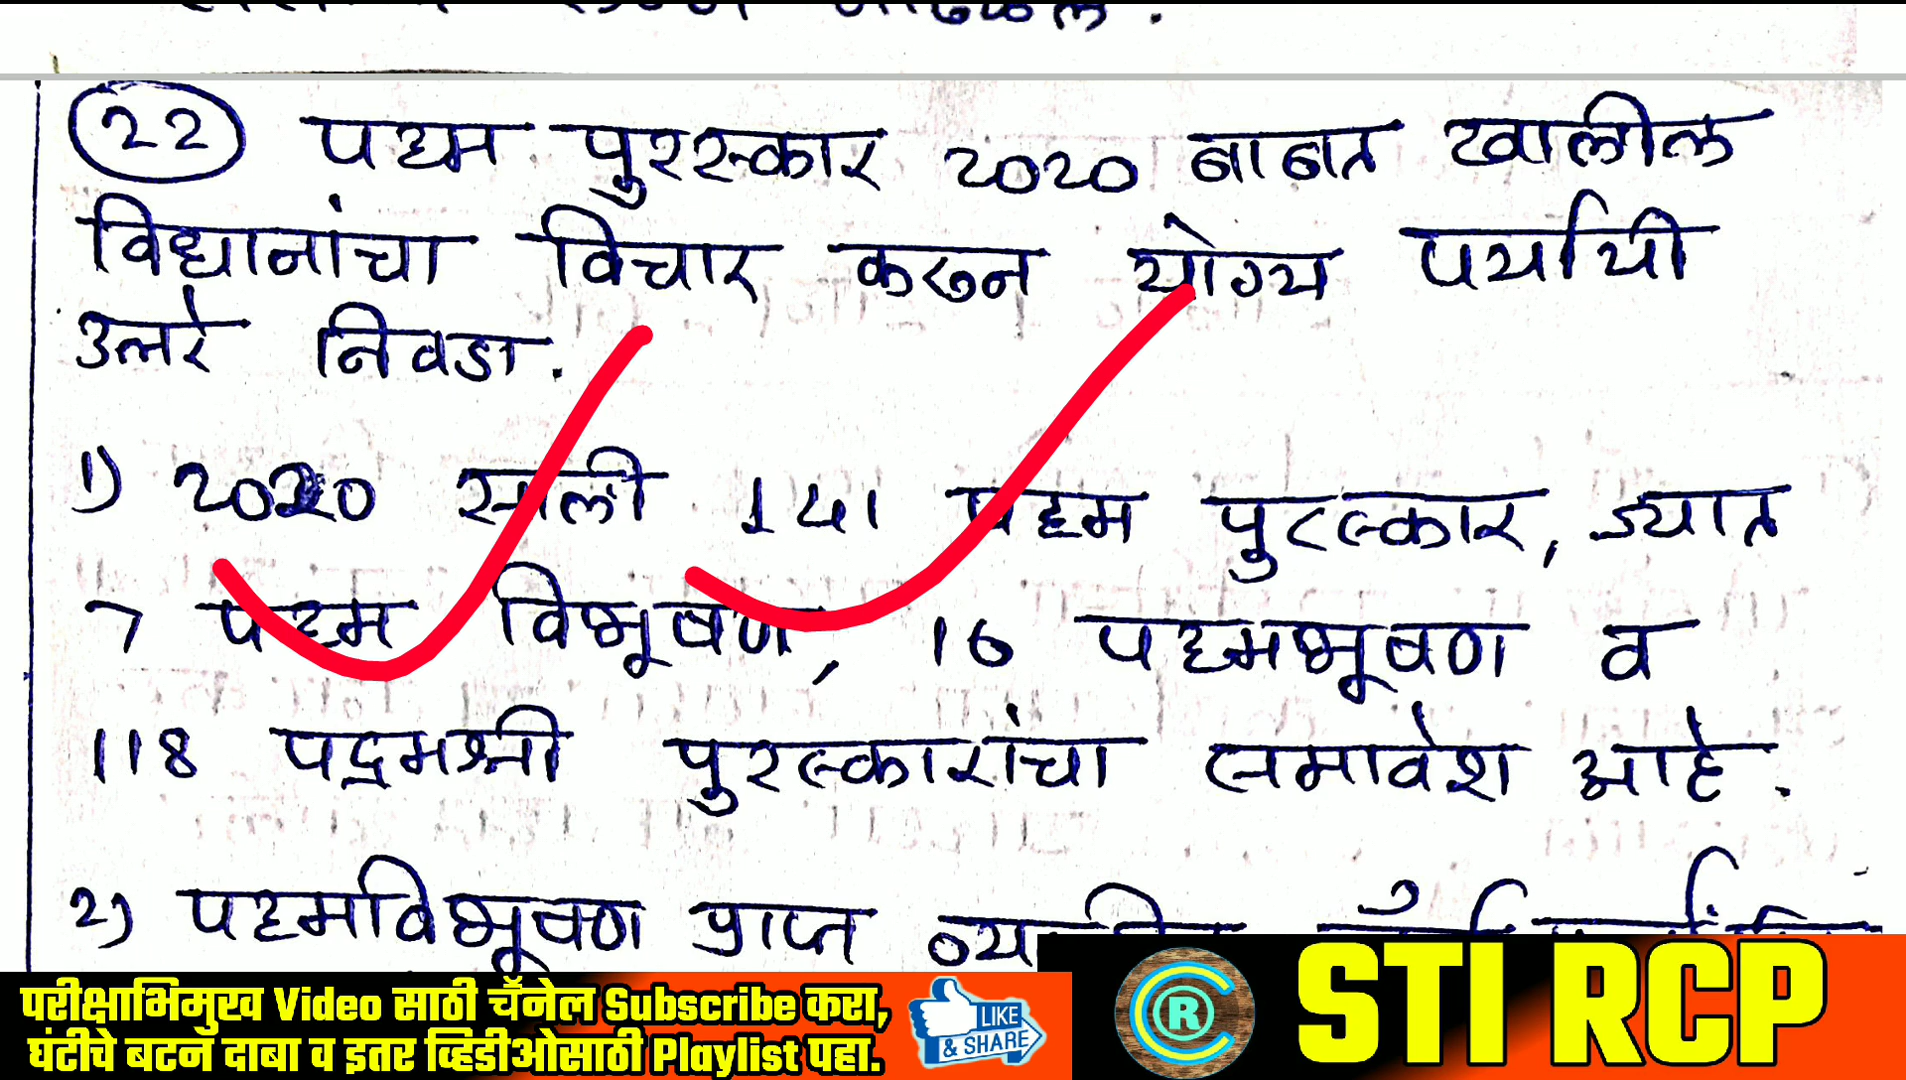 22 पद्म पुरस्कार 2020 बाबत खालील
विधानांचा विचार करुन योग्य पर्यायी
उत्तरे निवडा.
1) 2020 साली 141 पद्म पुरस्कार, ज्यात
7 पद्म विभूषण, 16 पद्मभूषण व
118 पद्मश्री पुरस्कारांचा समावेश आहे.
2) पद्मविभूषण प्राप्त
परीक्षाभिमुख Video साठी चॅनेल Subscribe करा,
घंटीचे बटन दाबा व इतर व्हिडीओसाठी Playlist पहा.
LIKE
& SHARE
R
STI RCP